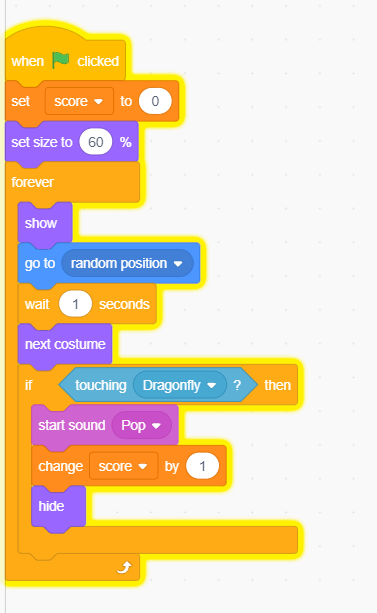 when clicked
set score to 0
set size to 60 %
forever
show
go to random position
wait 1 seconds
next costume
if touching Dragonfly ? then
start sound Pop
change score by 1
hide